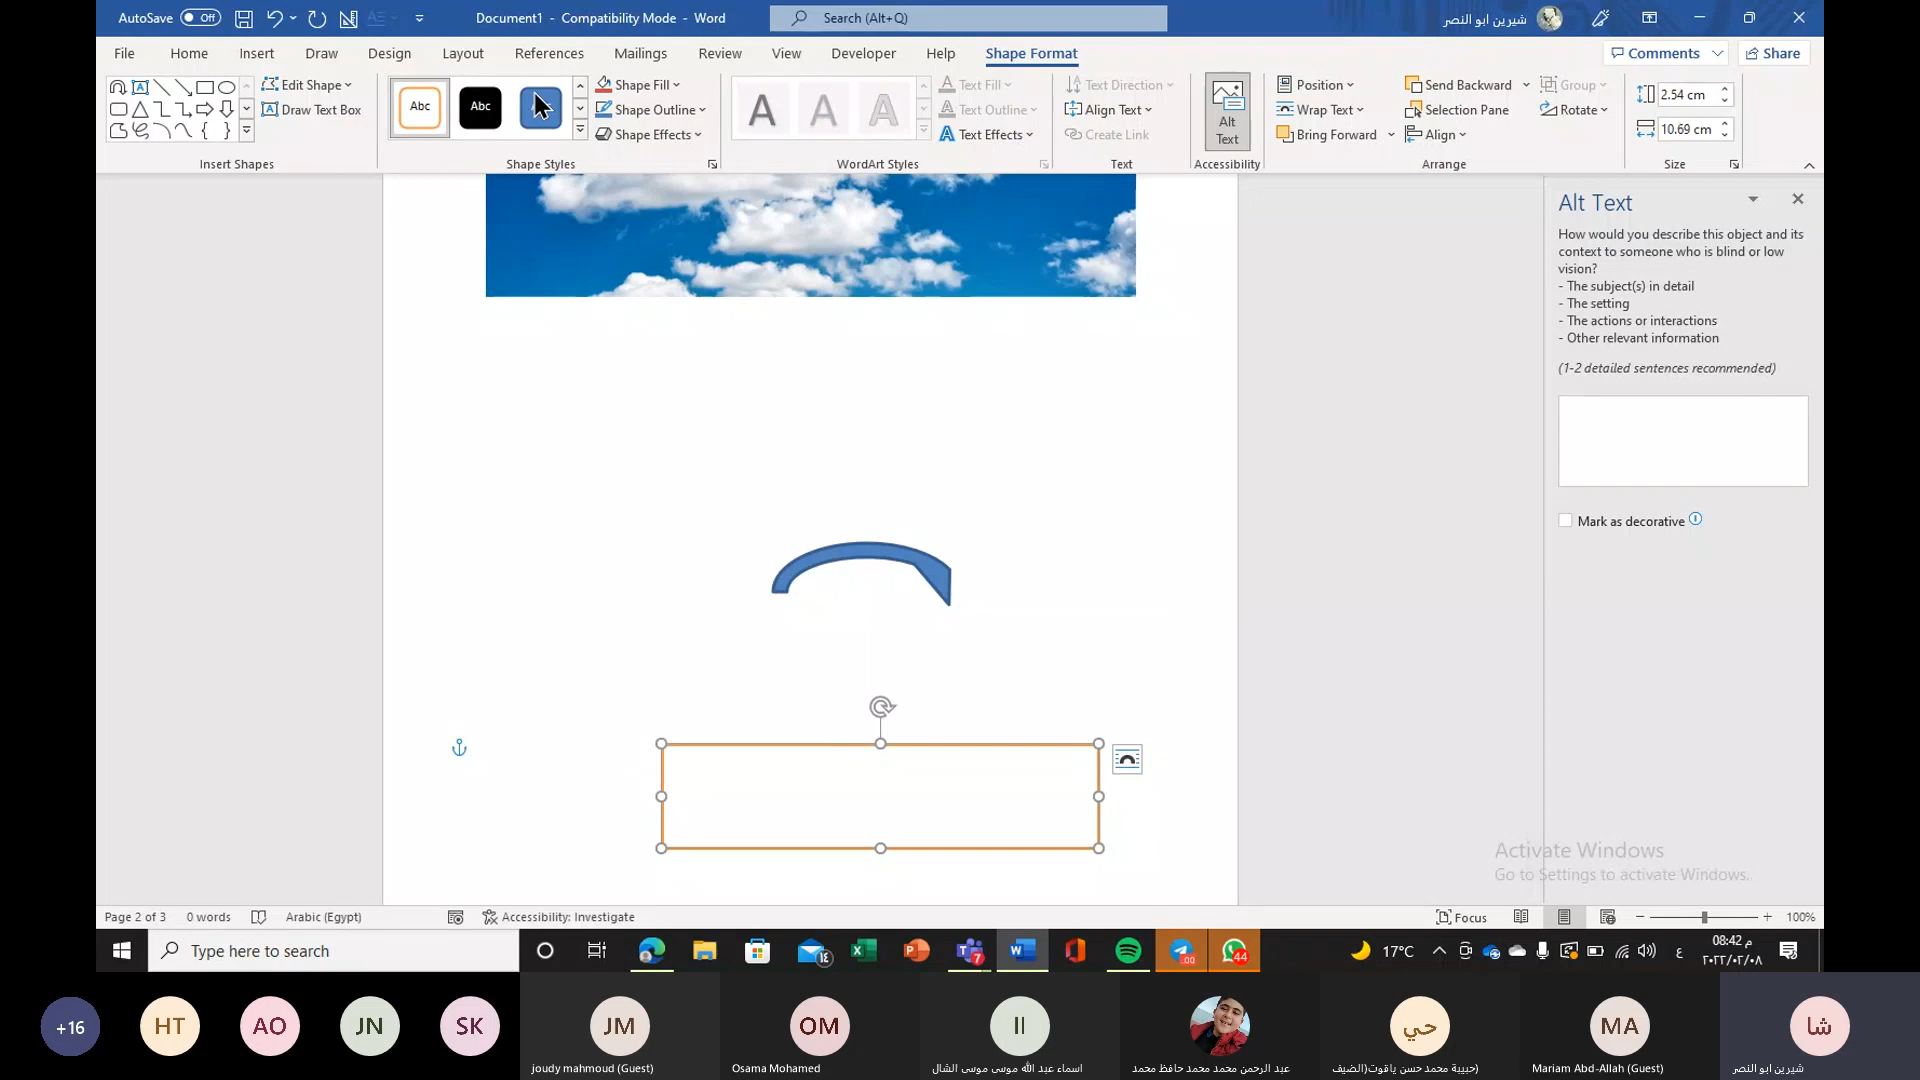 AutoSave Off Document1 - Compatibility Mode - Word Search (Alt+Q) شيرين ابو النصر
File Home Insert Draw Design Layout References Mailings Review View Developer Help Shape Format Comments Share
Edit Shape
Draw Text Box
Insert Shapes
Abc Abc
Shape Fill
Shape Outline
Shape Effects
Shape Styles
A A A
Text Fill
Text Outline
Text Effects
WordArt Styles
Text Direction
Align Text
Create Link
Text
Alt
Text
Accessibility
Position
Wrap Text
Bring Forward
Send Backward
Selection Pane
Align
Group
Rotate
Arrange
2.54 cm
10.69 cm
Size
Alt Text
How would you describe this object and its
context to someone who is blind or low
vision?
- The subject(s) in detail
- The setting
- The actions or interactions
- Other relevant information
(1-2 detailed sentences recommended)
Mark as decorative
Activate Windows
Go to Settings to activate Windows.
Page 2 of 3 0 words Arabic (Egypt) Accessibility: Investigate Focus 100%
Type here to search
١٤
7
.00
44
17°C
ع
08:42 م
٢٠٢٢/٠٢/٠٨
+16 HT AO JN SK JM OM اا حي MA شا
joudy mahmoud (Guest)
Osama Mohamed
اسماء عبد الله موسى موسى الشال
عبد الرحمن محمد محمد حافظ محمد
حبيبة محمد حسن ياقوت(الضيف)
Mariam Abd-Allah (Guest)
شيرين ابو النصر